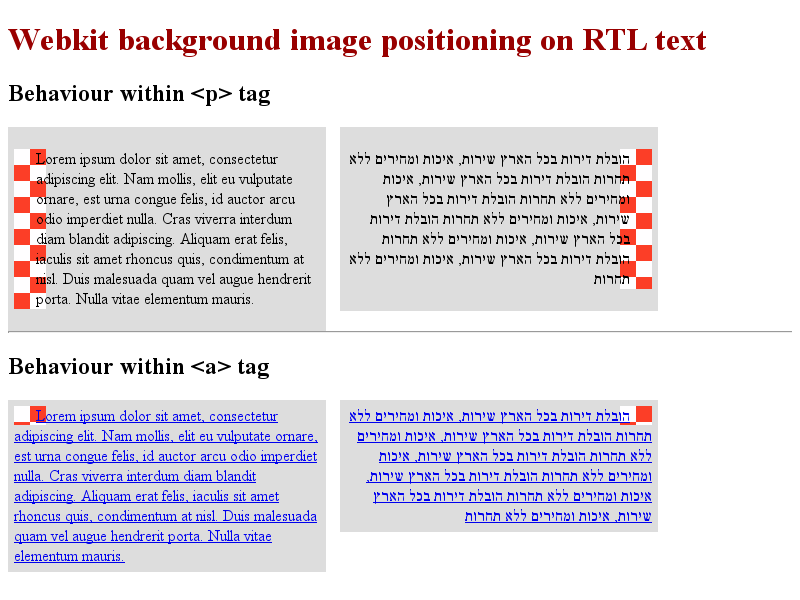 Webkit background image positioning on RTL text
Behaviour within <p> tag
Lorem ipsum dolor sit amet, consectetur
adipiscing elit. Nam mollis, elit eu vulputate
ornare, est urna congue felis, id auctor arcu
odio imperdiet nulla. Cras viverra interdum
diam blandit adipiscing. Aliquam erat felis,
iaculis sit amet rhoncus quis, condimentum at
nisl. Duis malesuada quam vel augue hendrerit
porta. Nulla vitae elementum mauris.
הובלת דירות בכל הארץ שירות, איכות ומחירים ללא
תחרות הובלת דירות בכל הארץ שירות, איכות
ומחירים ללא תחרות הובלת דירות בכל הארץ
שירות, איכות ומחירים ללא תחרות הובלת דירות
בכל הארץ שירות, איכות ומחירים ללא תחרות
הובלת דירות בכל הארץ שירות, איכות ומחירים ללא
תחרות
Behaviour within <a> tag
Lorem ipsum dolor sit amet, consectetur
adipiscing elit. Nam mollis, elit eu vulputate ornare,
est urna congue felis, id auctor arcu odio imperdiet
nulla. Cras viverra interdum diam blandit
adipiscing. Aliquam erat felis, iaculis sit amet
rhoncus quis, condimentum at nisl. Duis malesuada
quam vel augue hendrerit porta. Nulla vitae
elementum mauris.
הובלת דירות בכל הארץ שירות, איכות ומחירים ללא
תחרות הובלת דירות בכל הארץ שירות, איכות ומחירים
ללא תחרות הובלת דירות בכל הארץ שירות, איכות
ומחירים ללא תחרות הובלת דירות בכל הארץ שירות,
איכות ומחירים ללא תחרות הובלת דירות בכל הארץ
שירות, איכות ומחירים ללא תחרות